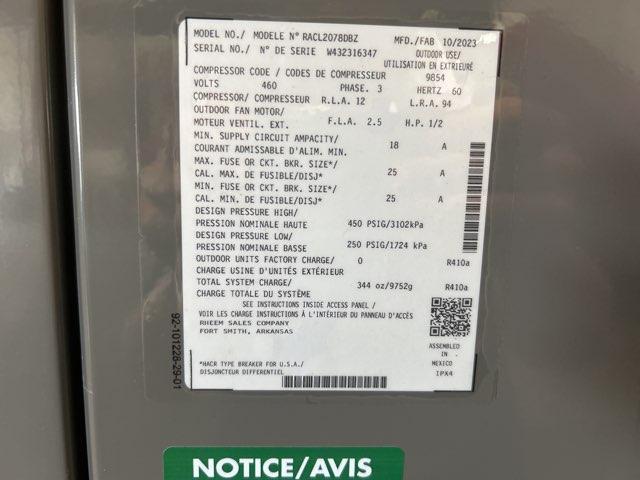 MODEL NO./ MODELE N° RACL2078DBZ MFD./FAB 10/2023
SERIAL NO./ N° DE SERIE W432316347 OUTDOOR USE/
UTILISATION EN EXTRIEURÉ
COMPRESSOR CODE / CODES DE COMPRESSEUR 9854
VOLTS 460 PHASE. 3 HERTZ 60
COMPRESSOR/ COMPRESSEUR R.L.A. 12 L.R.A. 94
OUTDOOR FAN MOTOR/
MOTEUR VENTIL. EXT. F.L.A. 2.5 H.P. 1/2
MIN. SUPPLY CIRCUIT AMPACITY/
COURANT ADMISSABLE D'ALIM. MIN. 18 A
MAX. FUSE OR CKT. BKR. SIZE*/
CAL. MAX. DE FUSIBLE/DISJ* 25 A
MIN. FUSE OR CKT. BRK. SIZE*/
CAL. MIN. DE FUSIBLE/DISJ* 25 A
DESIGN PRESSURE HIGH/
PRESSION NOMINALE HAUTE 450 PSIG/3102kPa
DESIGN PRESSURE LOW/
PRESSION NOMINALE BASSE 250 PSIG/1724 kPa
OUTDOOR UNITS FACTORY CHARGE/ 0 R410a
CHARGE USINE D'UNITÉS EXTÉRIEUR
TOTAL SYSTEM CHARGE/ 344 oz/9752g R410a
CHARGE TOTALE DU SYSTÈME
SEE INSTRUCTIONS INSIDE ACCESS PANEL /
VOIR LES CHARGES INSTRUCTIONS À L'INTÉRIEUR DU PANNEAU D'ACCÈS
RHEEM SALES COMPANY
FORT SMITH, ARKANSAS
ASSEMBLED
IN .
MEXICO
IPX4
*HACR TYPE BREAKER FOR U.S.A./
DISJONCTEUR DIFFERENTIEL
92-101228-29-01
NOTICE/AVIS